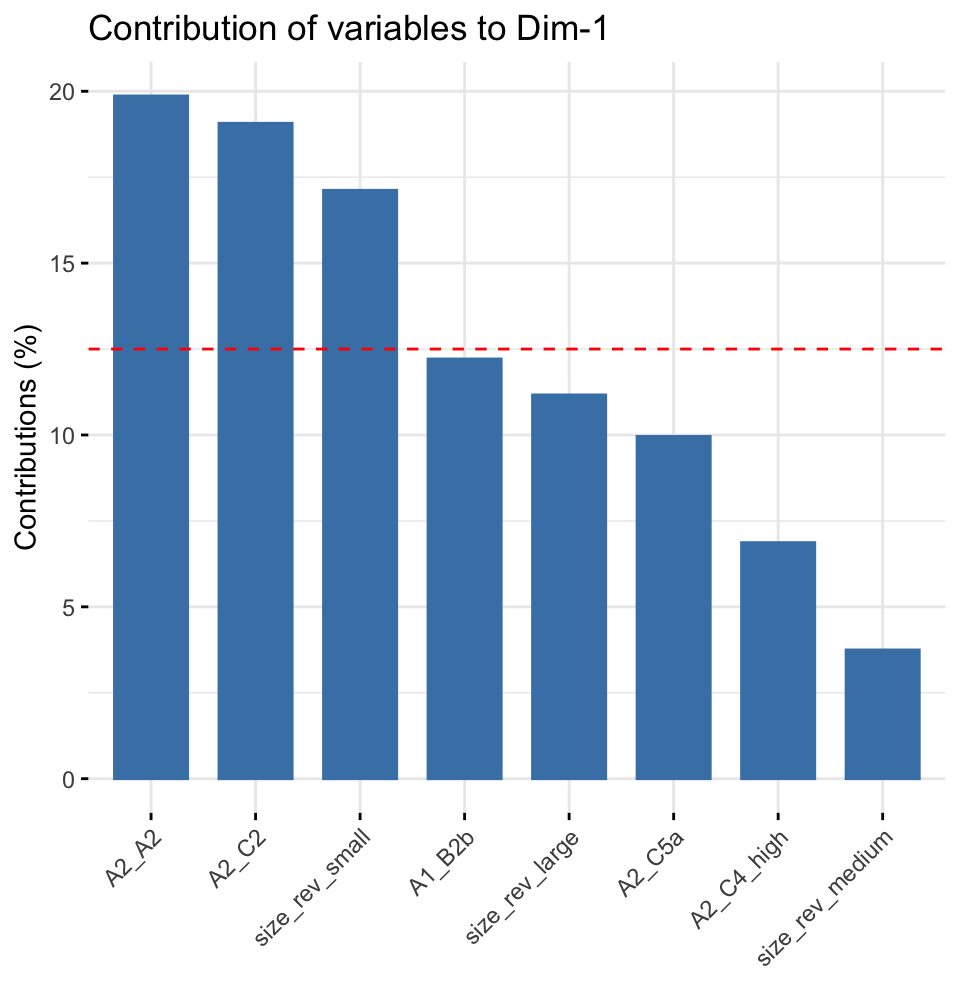 Contribution of variables to Dim-1
Contributions (%)
20
15
10
5
0
A2_A2
A2_C2
size_rev_small
A1_B2b
size_rev_large
A2_C5a
A2_C4_high
size_rev_medium